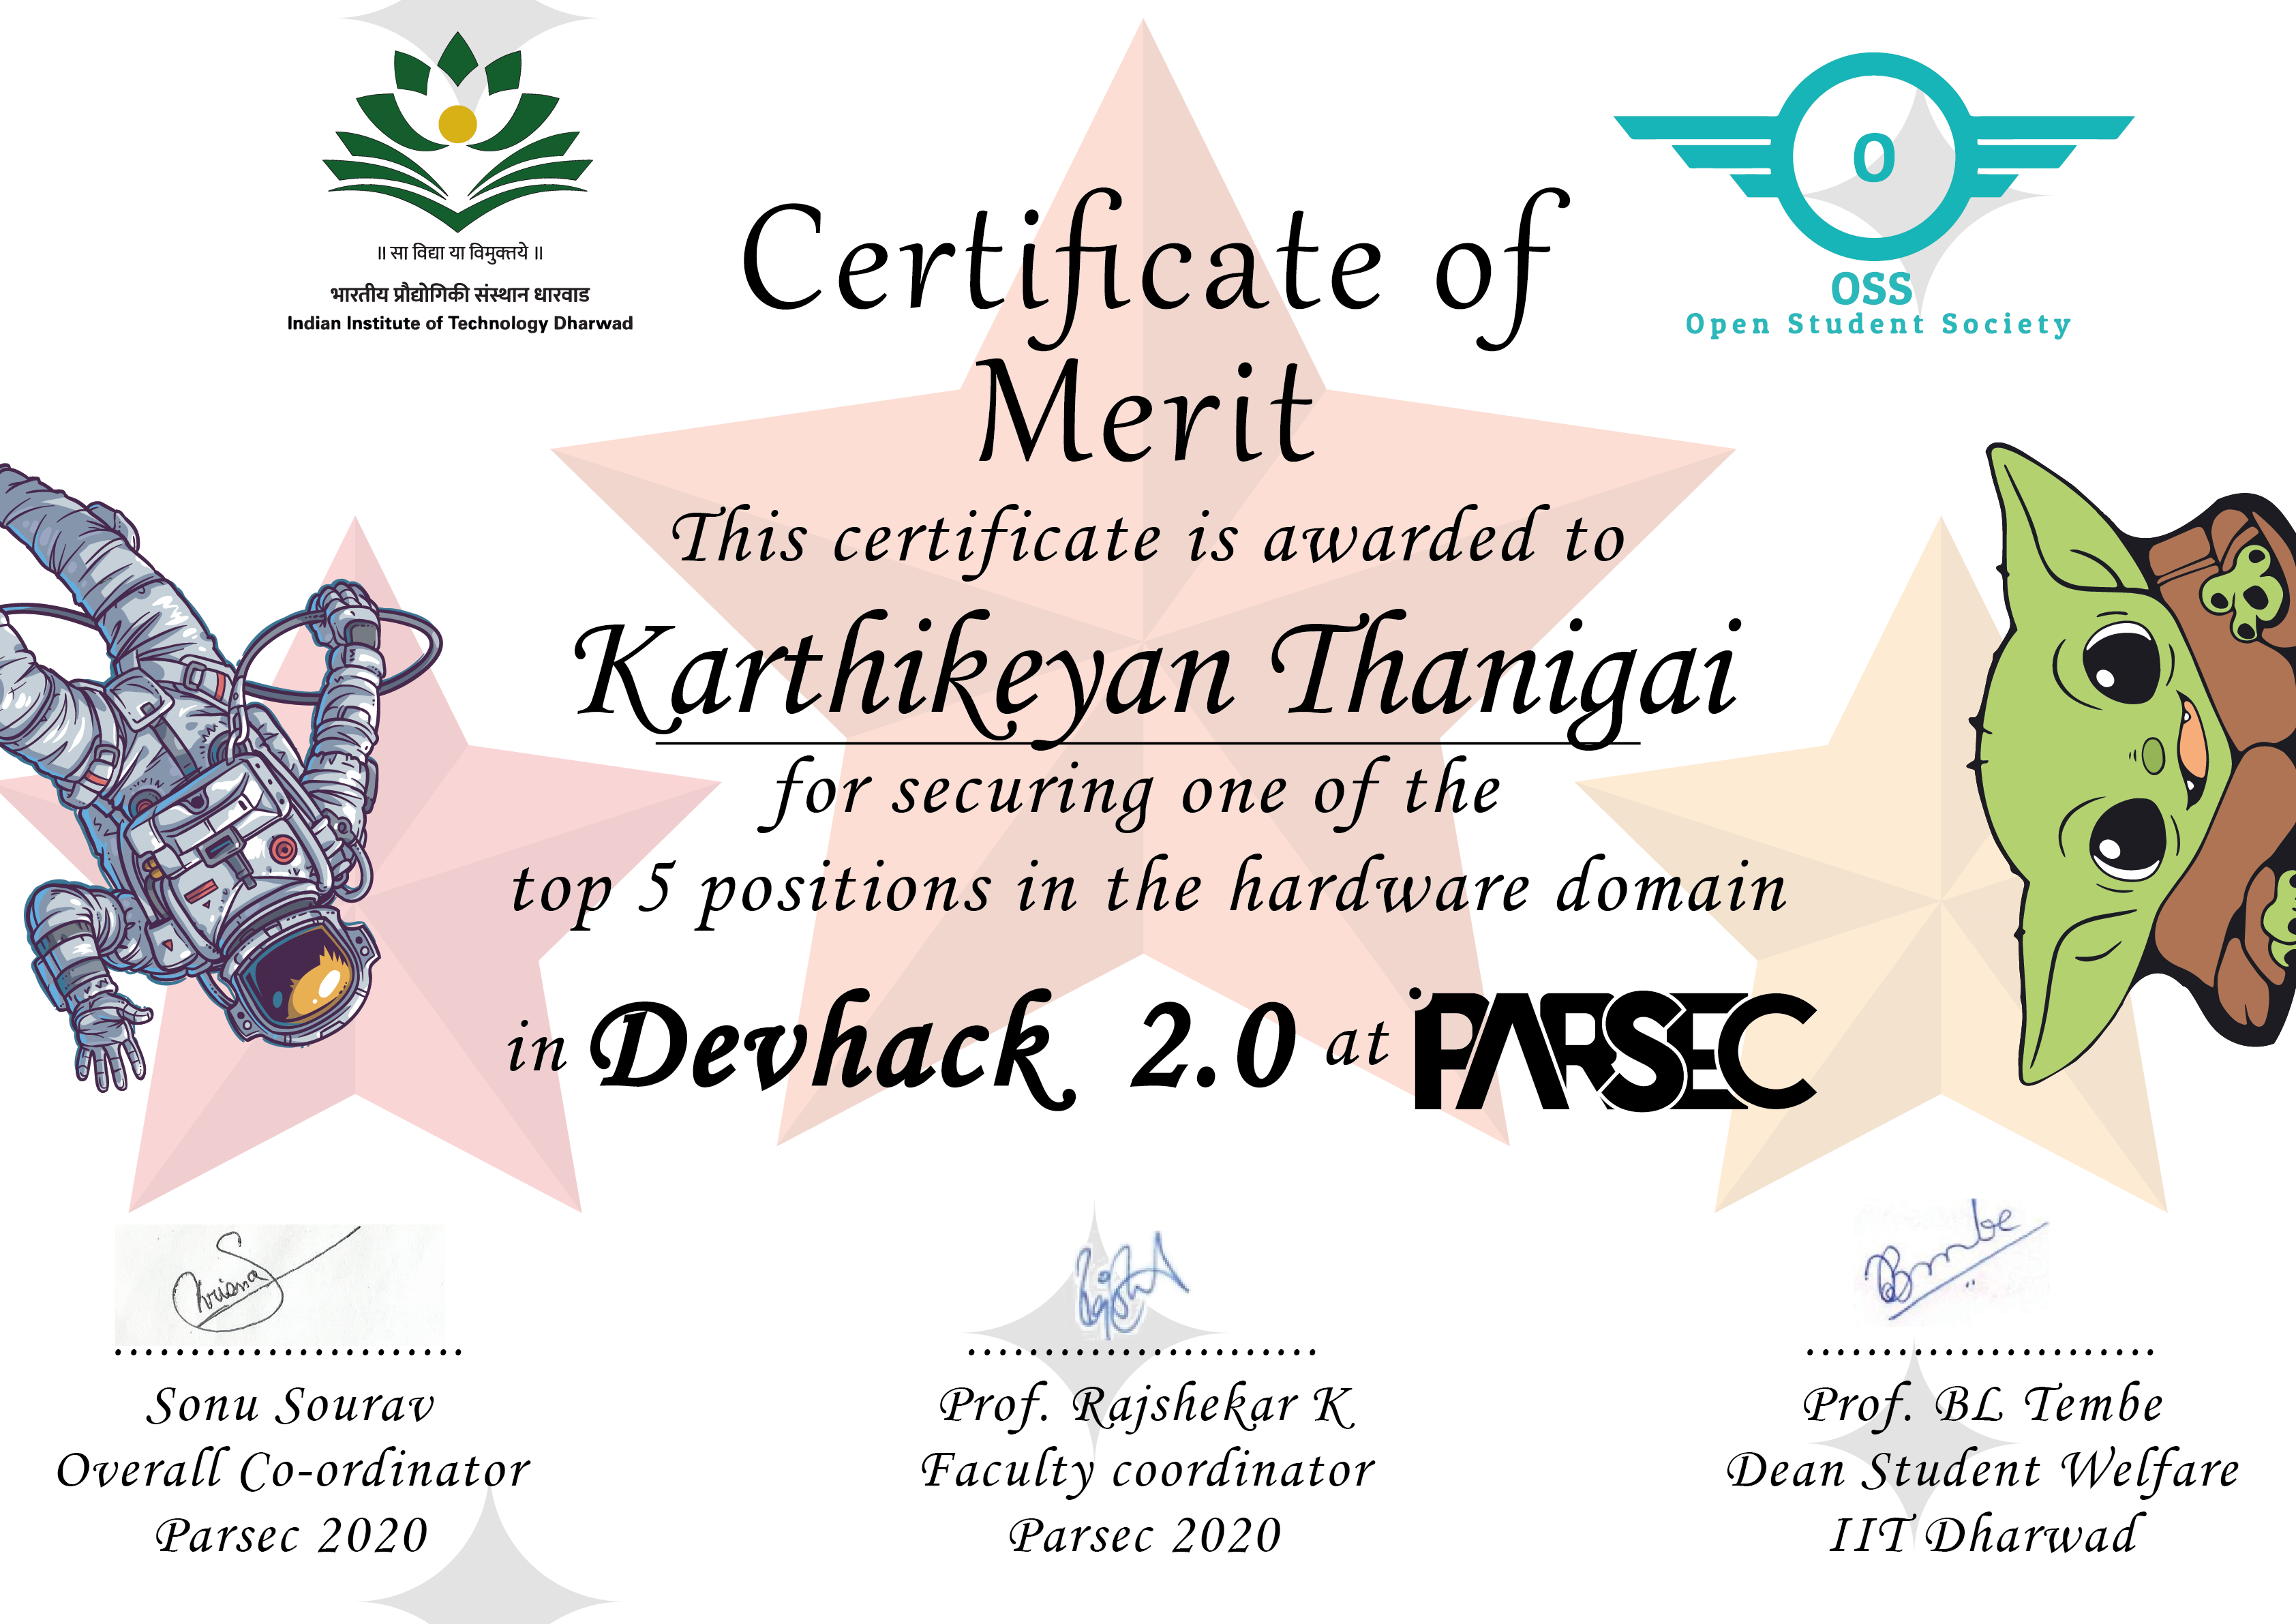 ॥ सा विद्या या विमुक्तये ॥
भारतीय प्रौद्योगिकी संस्थान धारवाड
Indian Institute of Technology Dharwad
O
OSS
Open Student Society
Certificate of
Merit
This certificate is awarded to
Karthikeyan Thanigai
for securing one of the
top 5 positions in the hardware domain
in Devhack 2.0 at PARSEC
Sonu Sourav
Overall Co-ordinator
Parsec 2020
Prof. Rajshekar K
Faculty coordinator
Parsec 2020
Prof. BL Tembe
Dean Student Welfare
IIT Dharwad